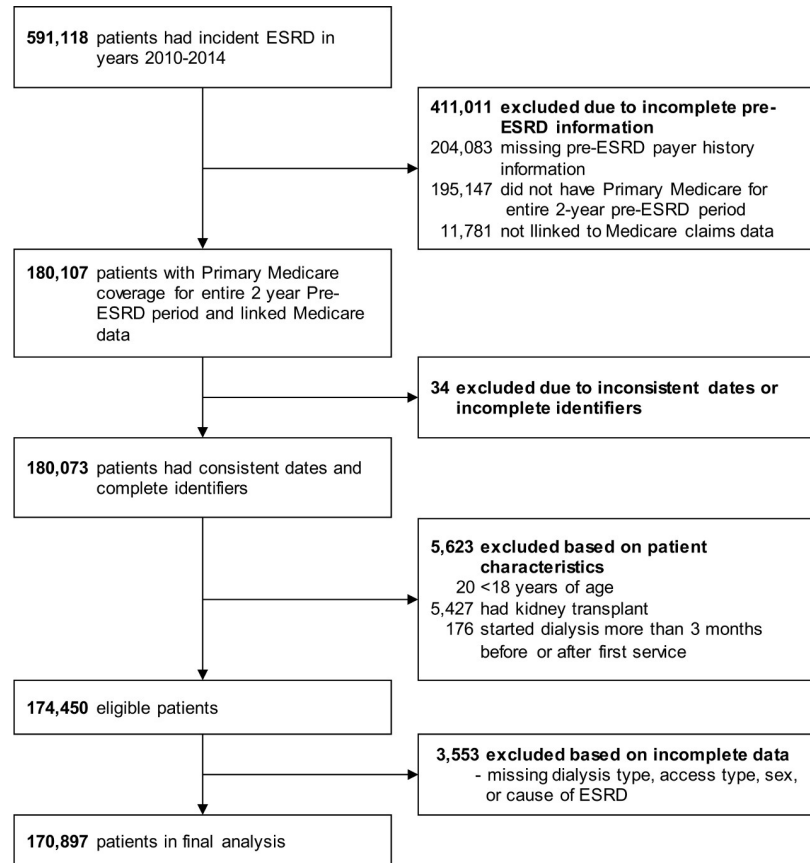 591,118 patients had incident ESRD in
years 2010-2014
411,011 excluded due to incomplete pre-
ESRD information
204,083 missing pre-ESRD payer history
information
195,147 did not have Primary Medicare for
entire 2-year pre-ESRD period
11,781 not llinked to Medicare claims data
180,107 patients with Primary Medicare
coverage for entire 2 year Pre-
ESRD period and linked Medicare
data
34 excluded due to inconsistent dates or
incomplete identifiers
180,073 patients had consistent dates and
complete identifiers
5,623 excluded based on patient
characteristics
20 <18 years of age
5,427 had kidney transplant
176 started dialysis more than 3 months
before or after first service
174,450 eligible patients
3,553 excluded based on incomplete data
- missing dialysis type, access type, sex,
or cause of ESRD
170,897 patients in final analysis